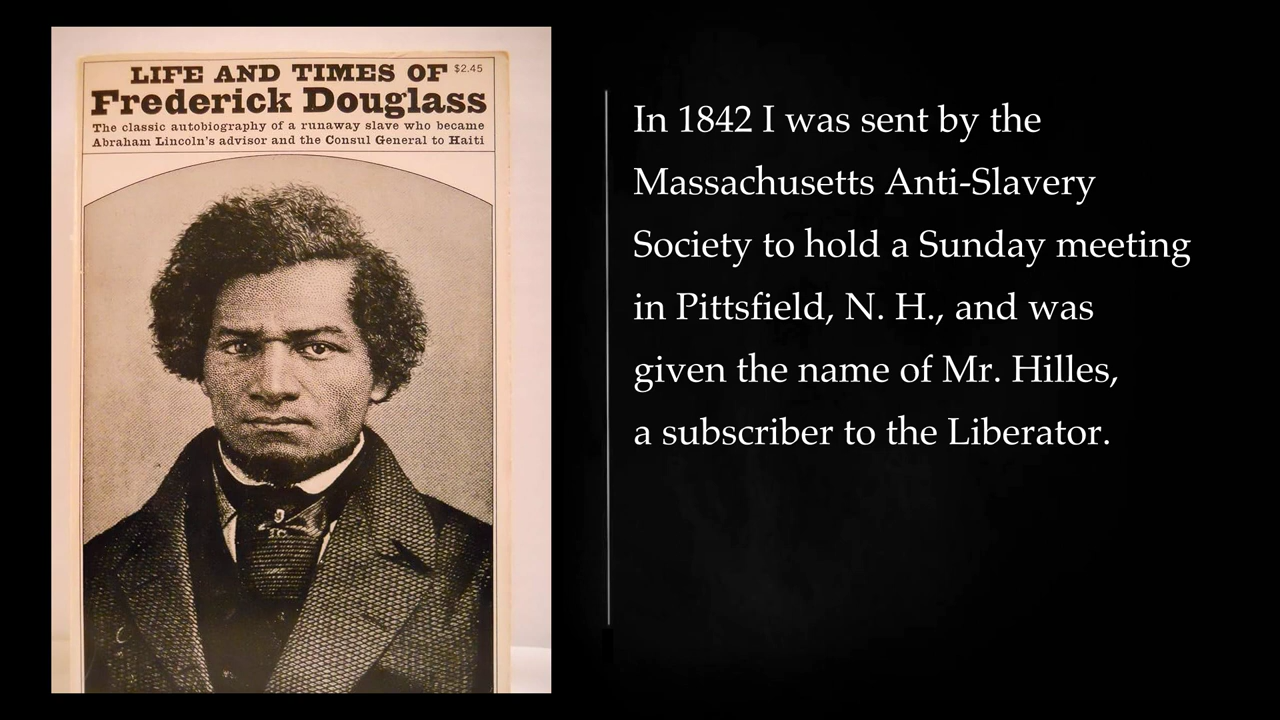 LIFE AND TIMES OF $2.45
Frederick Douglass
The classic autobiography of a runaway slave who became
Abraham Lincoln's advisor and the Consul General to Haiti
In 1842 I was sent by the
Massachusetts Anti-Slavery
Society to hold a Sunday meeting
in Pittsfield, N. H., and was
given the name of Mr. Hilles,
a subscriber to the Liberator.